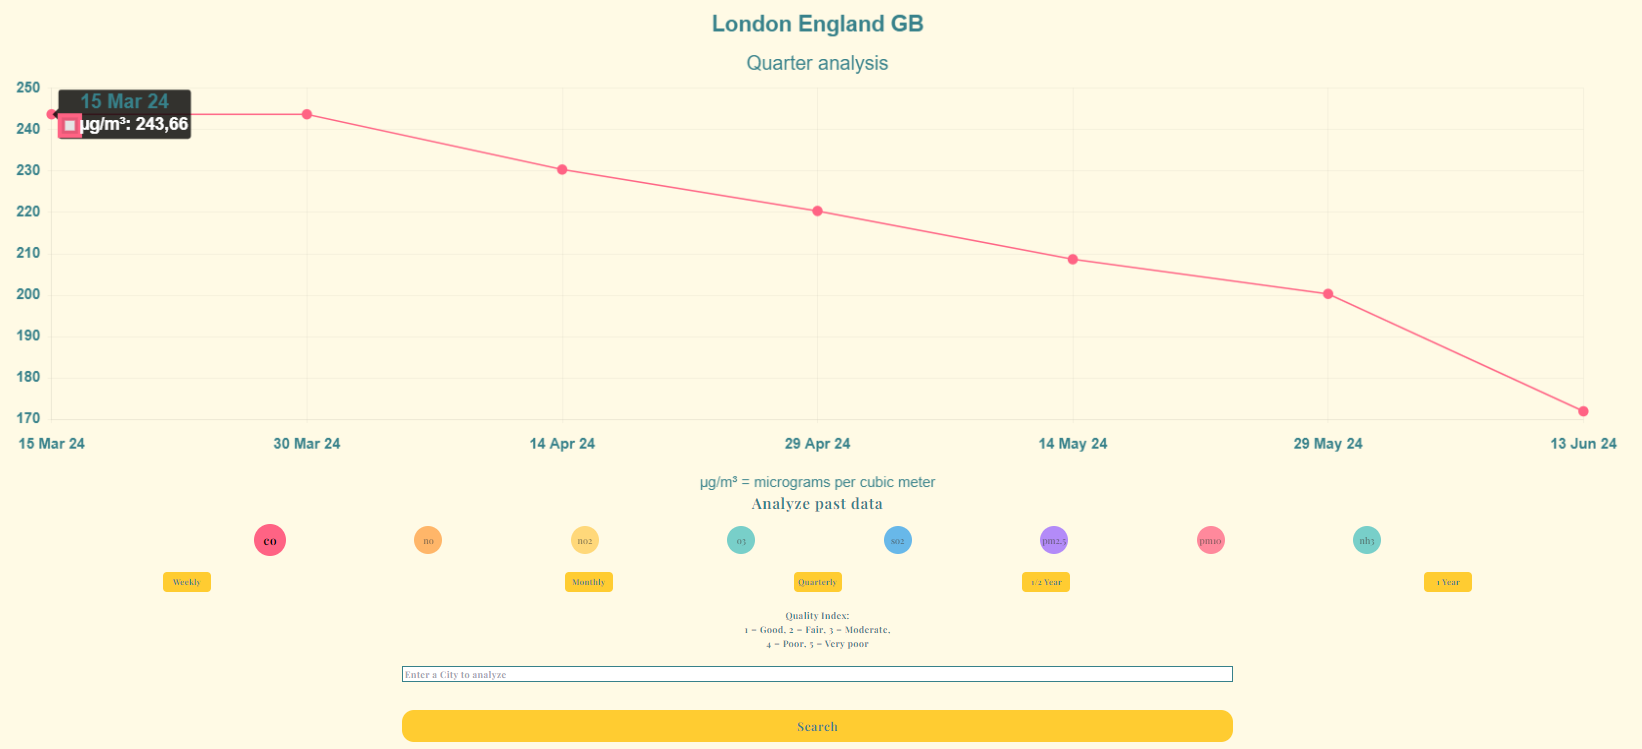 London England GB
Quarter analysis
250
15 Mar 24
µg/m³: 243,66
240
230
220
210
200
190
180
170
15 Mar 24 30 Mar 24 14 Apr 24 29 Apr 24 14 May 24 29 May 24 13 Jun 24
µg/m³ = micrograms per cubic meter
Analyze past data
co no no2 o3 so2 pm2.5 pm10 nh3
Weekly Monthly Quarterly 1/2 Year 1 Year
Quality Index:
1 – Good, 2 – Fair, 3 – Moderate,
4 – Poor, 5 – Very poor
Enter a City to analyze
Search